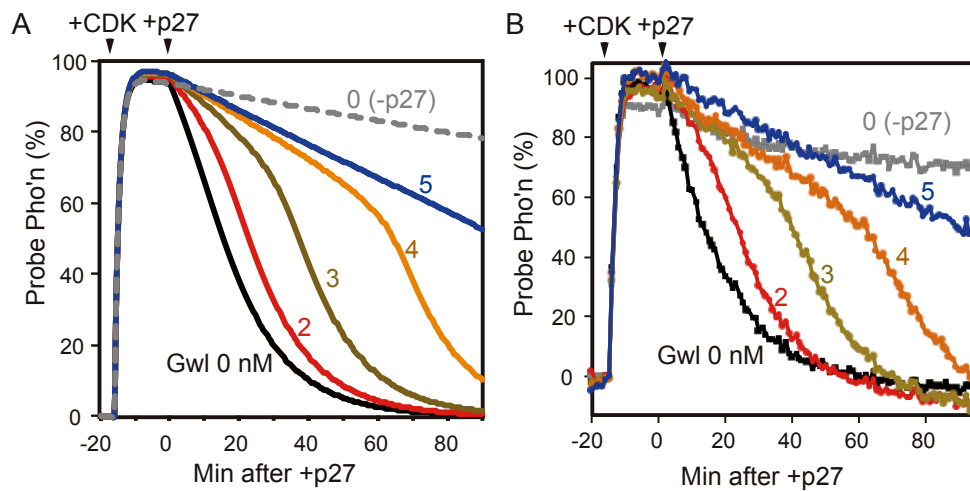 A
+CDK +p27
Probe Pho'n (%)
100
80
60
40
20
0
-20 0 20 40 60 80
Min after +p27
0 (-p27)
5
4
3
2
Gwl 0 nM
B
+CDK +p27
Probe Pho'n (%)
100
80
60
40
20
0
-20 0 20 40 60 80
Min after +p27
0 (-p27)
5
4
3
2
Gwl 0 nM